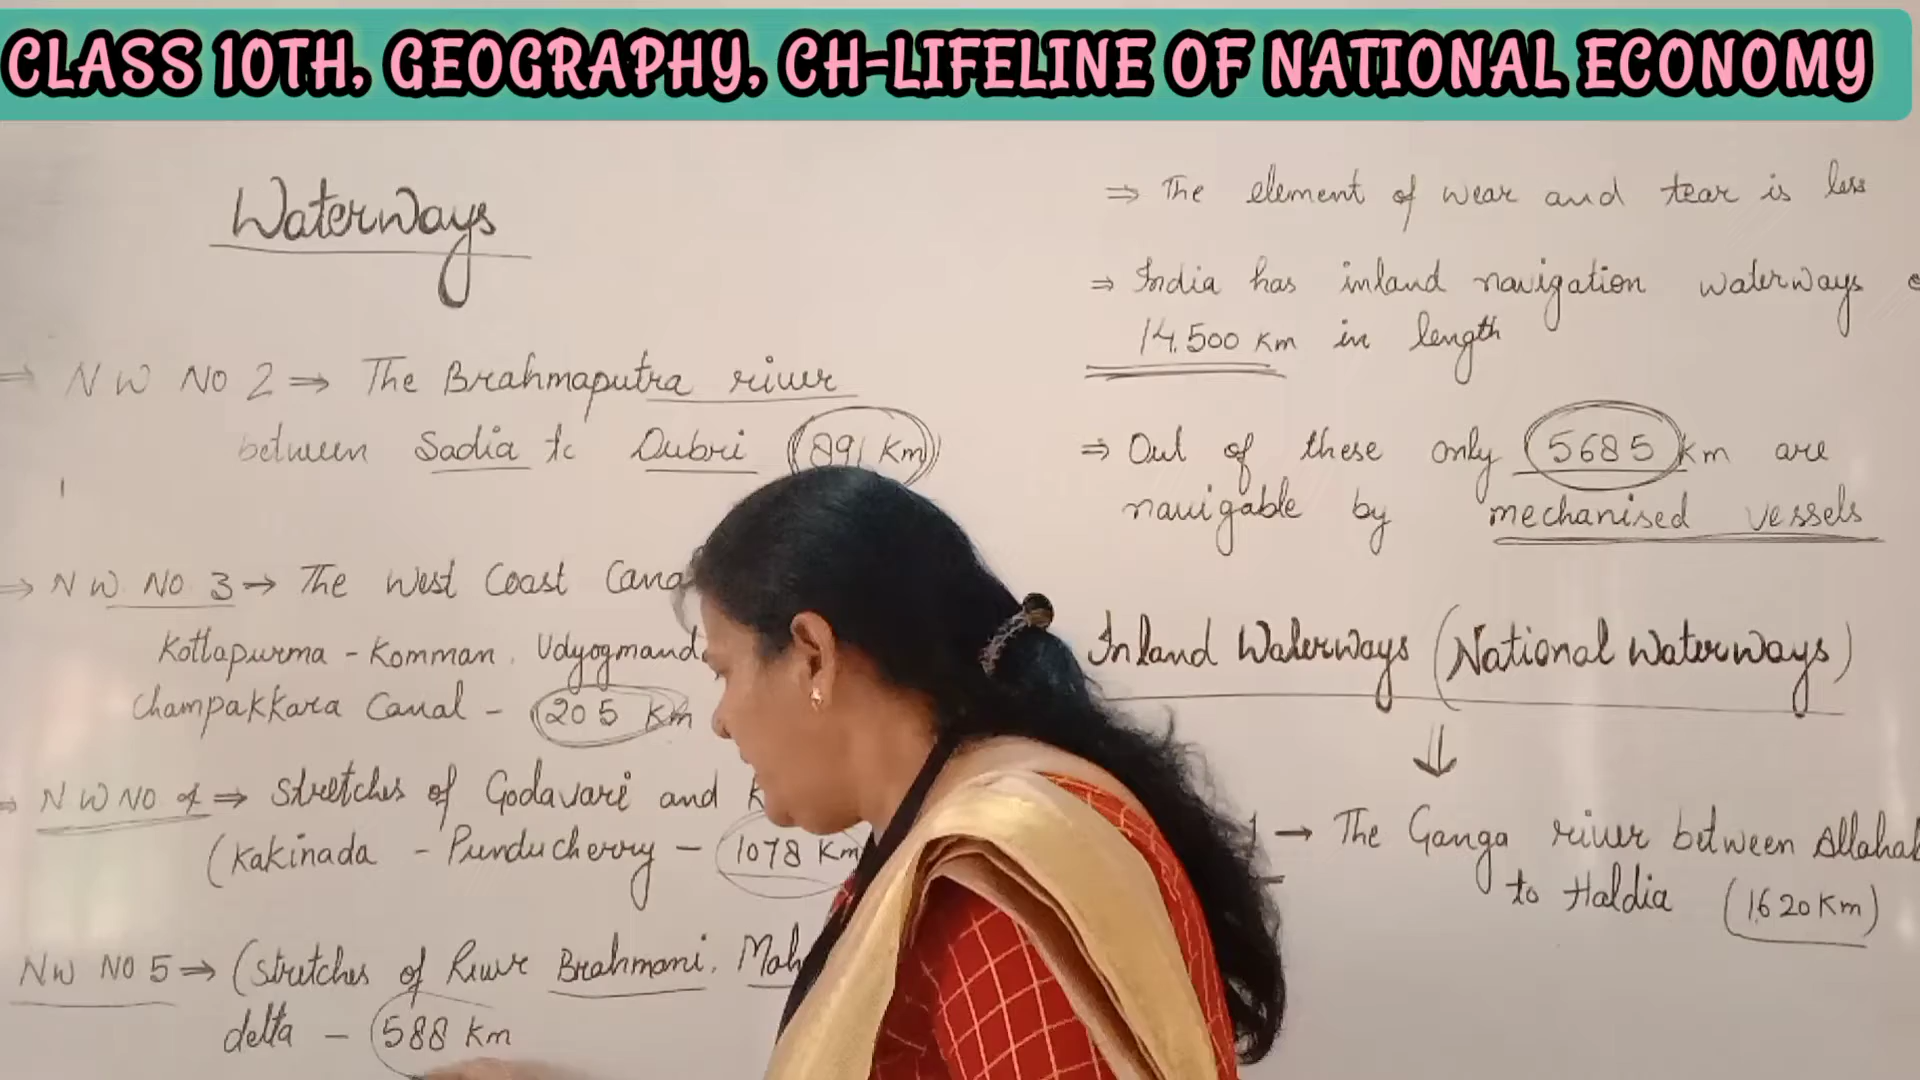 CLASS 10TH, GEOGRAPHY, CH-LIFELINE OF NATIONAL ECONOMY
Waterways
⇒ NW NO 2 ⇒ The Brahmaputra river
between Sadia to Dubri (891 Km)
⇒ NW NO 3 → The West Coast
Kotlapurma - Komman,
Champakkara Canal - 205 Km
⇒ NW NO 4 ⇒ Stretches of Godavari and
(Kakinada - Punducherry - 1078 Km
NW NO 5 ⇒ (Stretches of River Brahmani,
delta - 588 Km
⇒ The element of wear and tear is less
⇒ India has inland navigation waterways
14,500 Km in length
⇒ Out of these only 5685 km are
navigable by mechanised vessels
Inland Waterways (National Waterways)
1 → The Ganga river between
to Haldia (1620 Km)